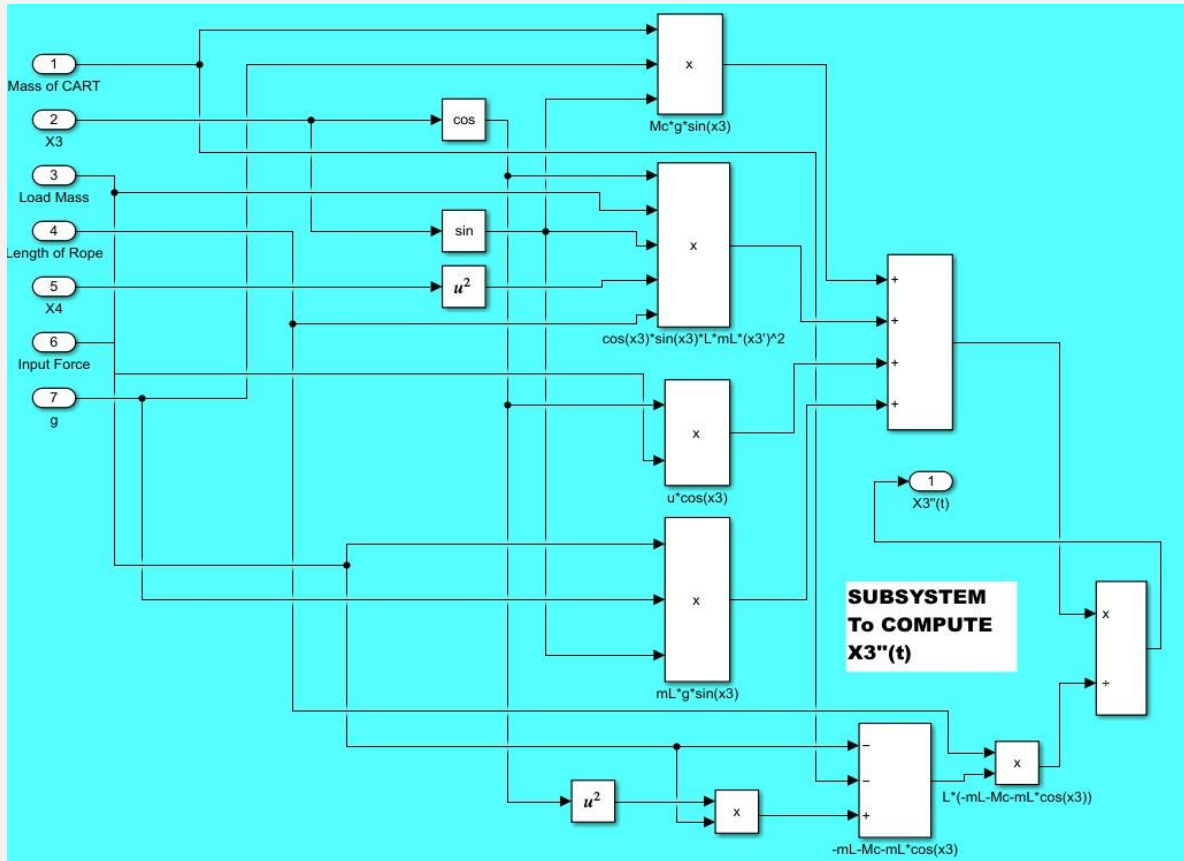 1
Mass of CART
2
X3
3
Load Mass
4
Length of Rope
5
X4
6
Input Force
7
g
cos
sin
u²
x
Mc*g*sin(x3)
x
cos(x3)*sin(x3)*L*mL*(x3')^2
x
u*cos(x3)
x
mL*g*sin(x3)
+
+
+
+
1
X3"(t)
SUBSYSTEM
To COMPUTE
X3"(t)
x
÷
u²
x
−
−
+
-mL-Mc-mL*cos(x3)
x
L*(-mL-Mc-mL*cos(x3))